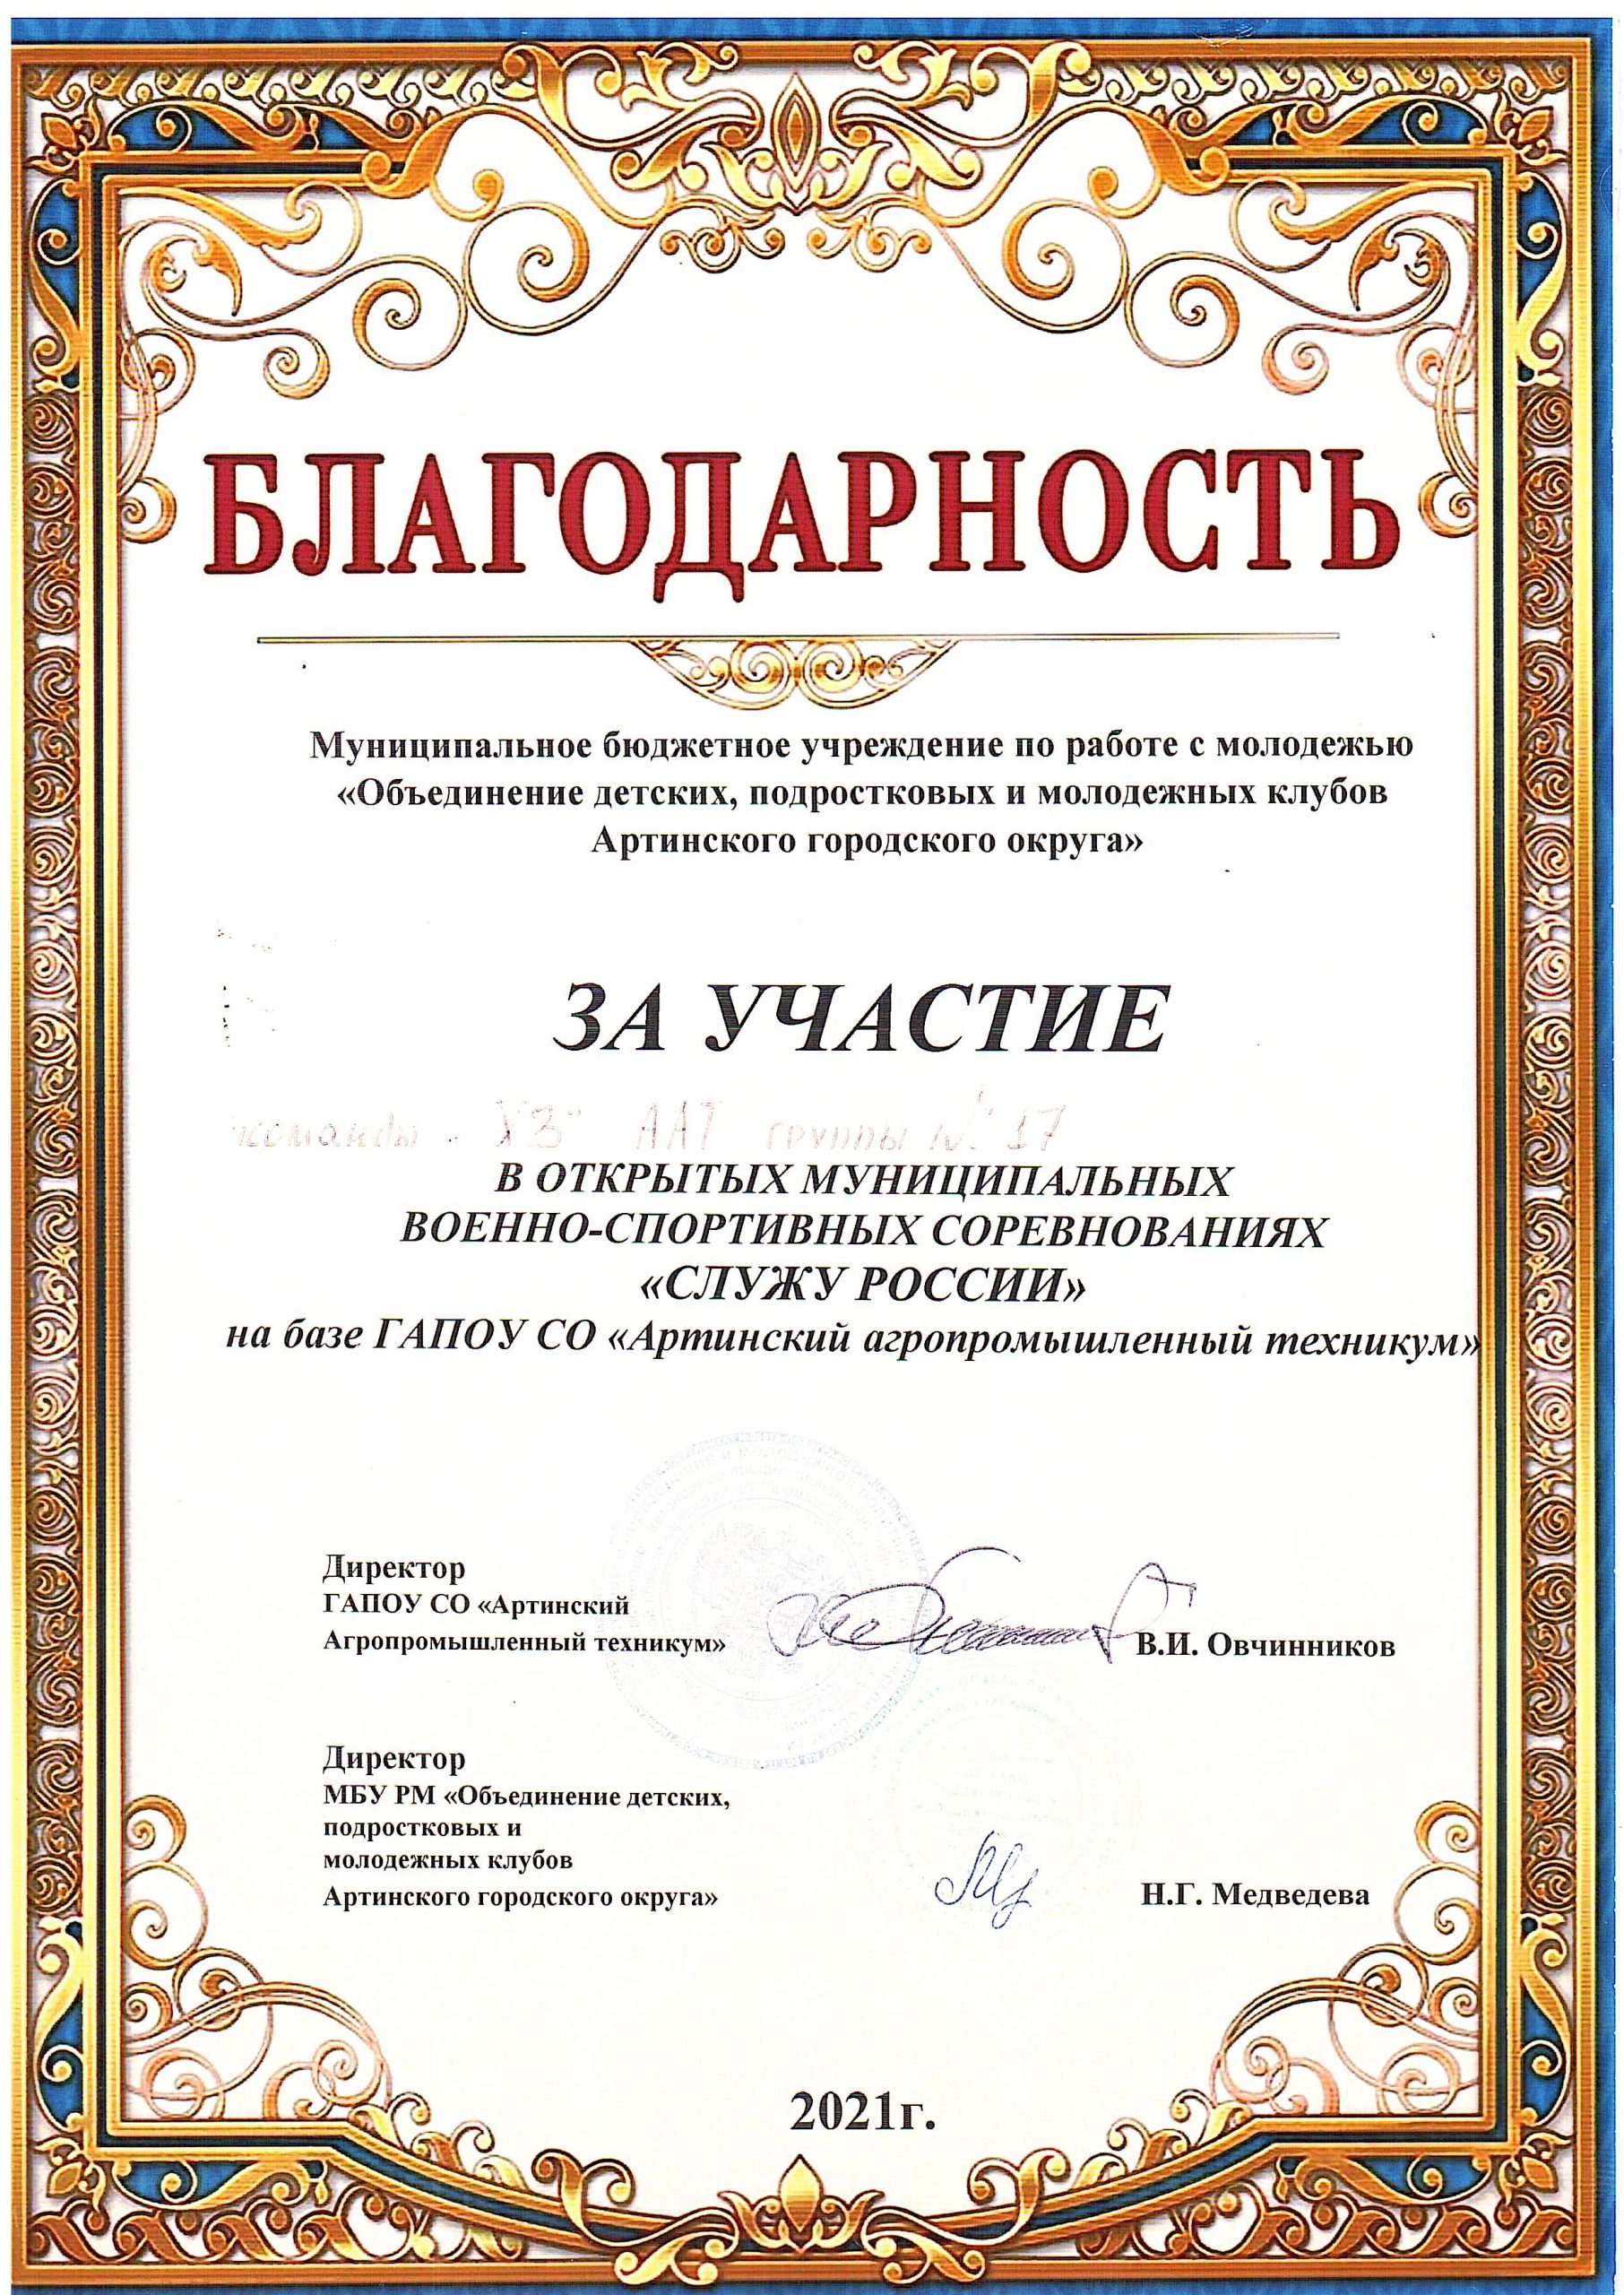 БЛАГОДАРНОСТЬ
Муниципальное бюджетное учреждение по работе с молодежью
«Объединение детских, подростковых и молодежных клубов
Артинского городского округа»
ЗА УЧАСТИЕ
команды "ХЗ" ААТ группы № 17
В ОТКРЫТЫХ МУНИЦИПАЛЬНЫХ
ВОЕННО-СПОРТИВНЫХ СОРЕВНОВАНИЯХ
«СЛУЖУ РОССИИ»
на базе ГАПОУ СО «Артинский агропромышленный техникум»
Директор
ГАПОУ СО «Артинский
Агропромышленный техникум»
В.И. Овчинников
Директор
МБУ РМ «Объединение детских,
подростковых и
молодежных клубов
Артинского городского округа»
Н.Г. Медведева
2021г.